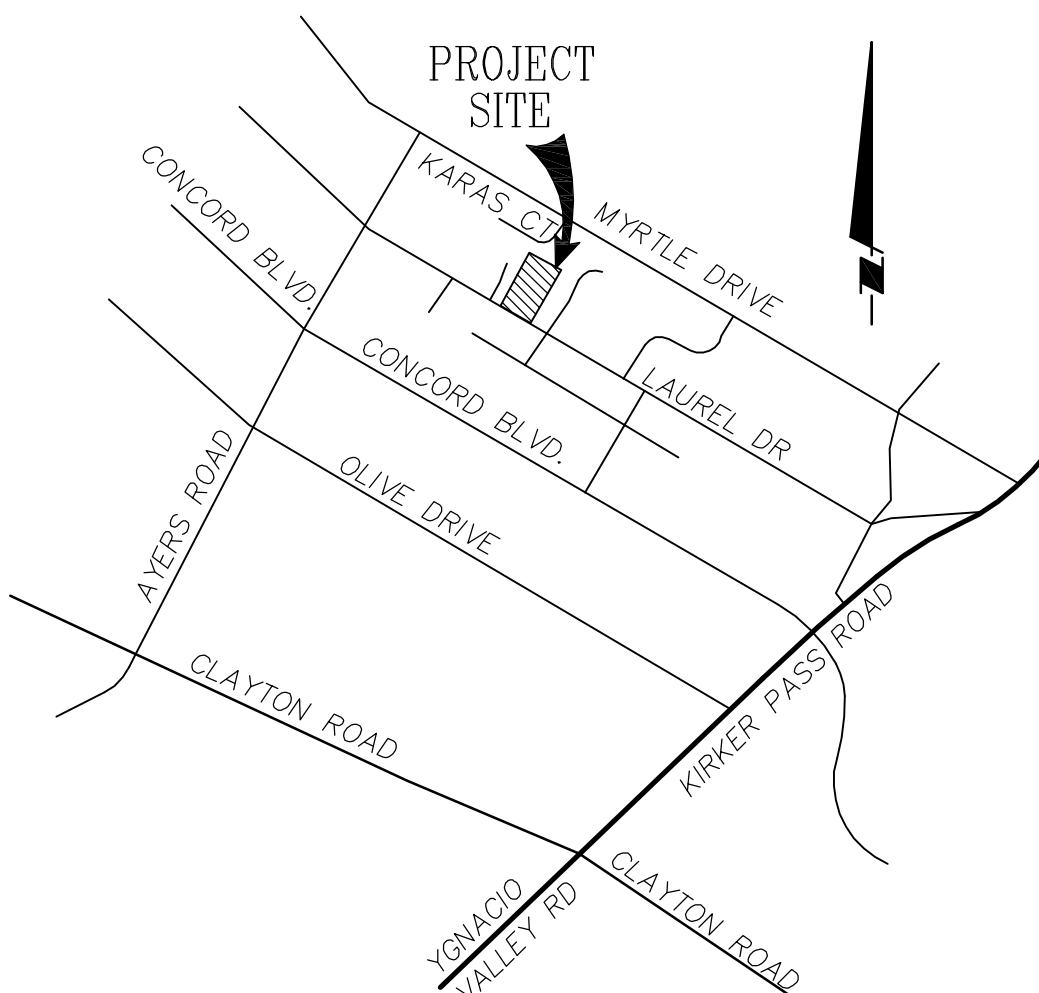 PROJECT
SITE
KARAS CT
MYRTLE DRIVE
CONCORD BLVD.
CONCORD BLVD.
LAUREL DR
OLIVE DRIVE
AYERS ROAD
CLAYTON ROAD
KIRKER PASS ROAD
YGNACIO
VALLEY RD
CLAYTON ROAD